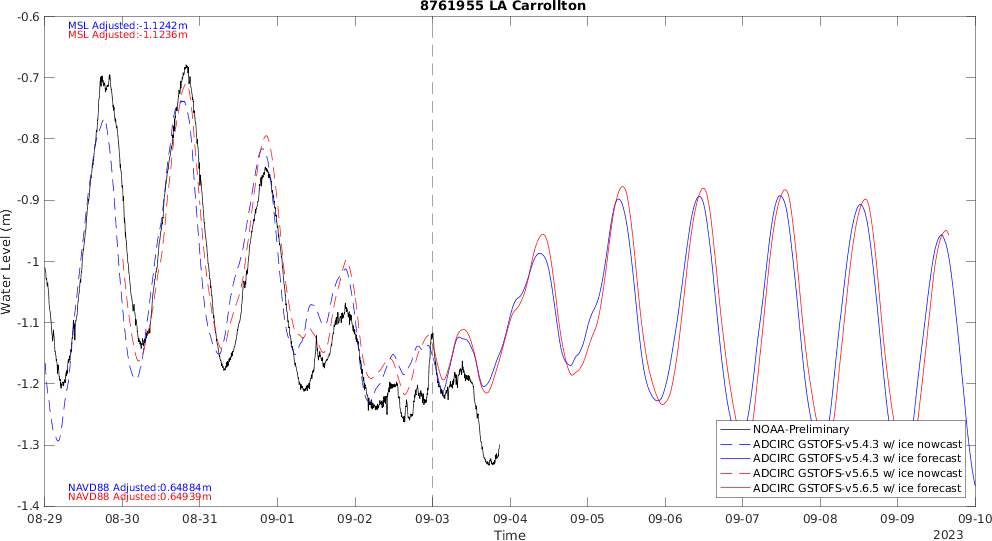 8761955 LA Carrollton
MSL Adjusted:-1.1242m
MSL Adjusted:-1.1236m
-0.6
-0.7
-0.8
-0.9
-1
-1.1
-1.2
-1.3
-1.4
Water Level (m)
NOAA-Preliminary
ADCIRC GSTOFS-v5.4.3 w/ ice nowcast
ADCIRC GSTOFS-v5.4.3 w/ ice forecast
ADCIRC GSTOFS-v5.6.5 w/ ice nowcast
ADCIRC GSTOFS-v5.6.5 w/ ice forecast
NAVD88 Adjusted:0.64884m
NAVD88 Adjusted:0.64939m
08-29 08-30 08-31 09-01 09-02 09-03 09-04 09-05 09-06 09-07 09-08 09-09 09-10
Time
2023